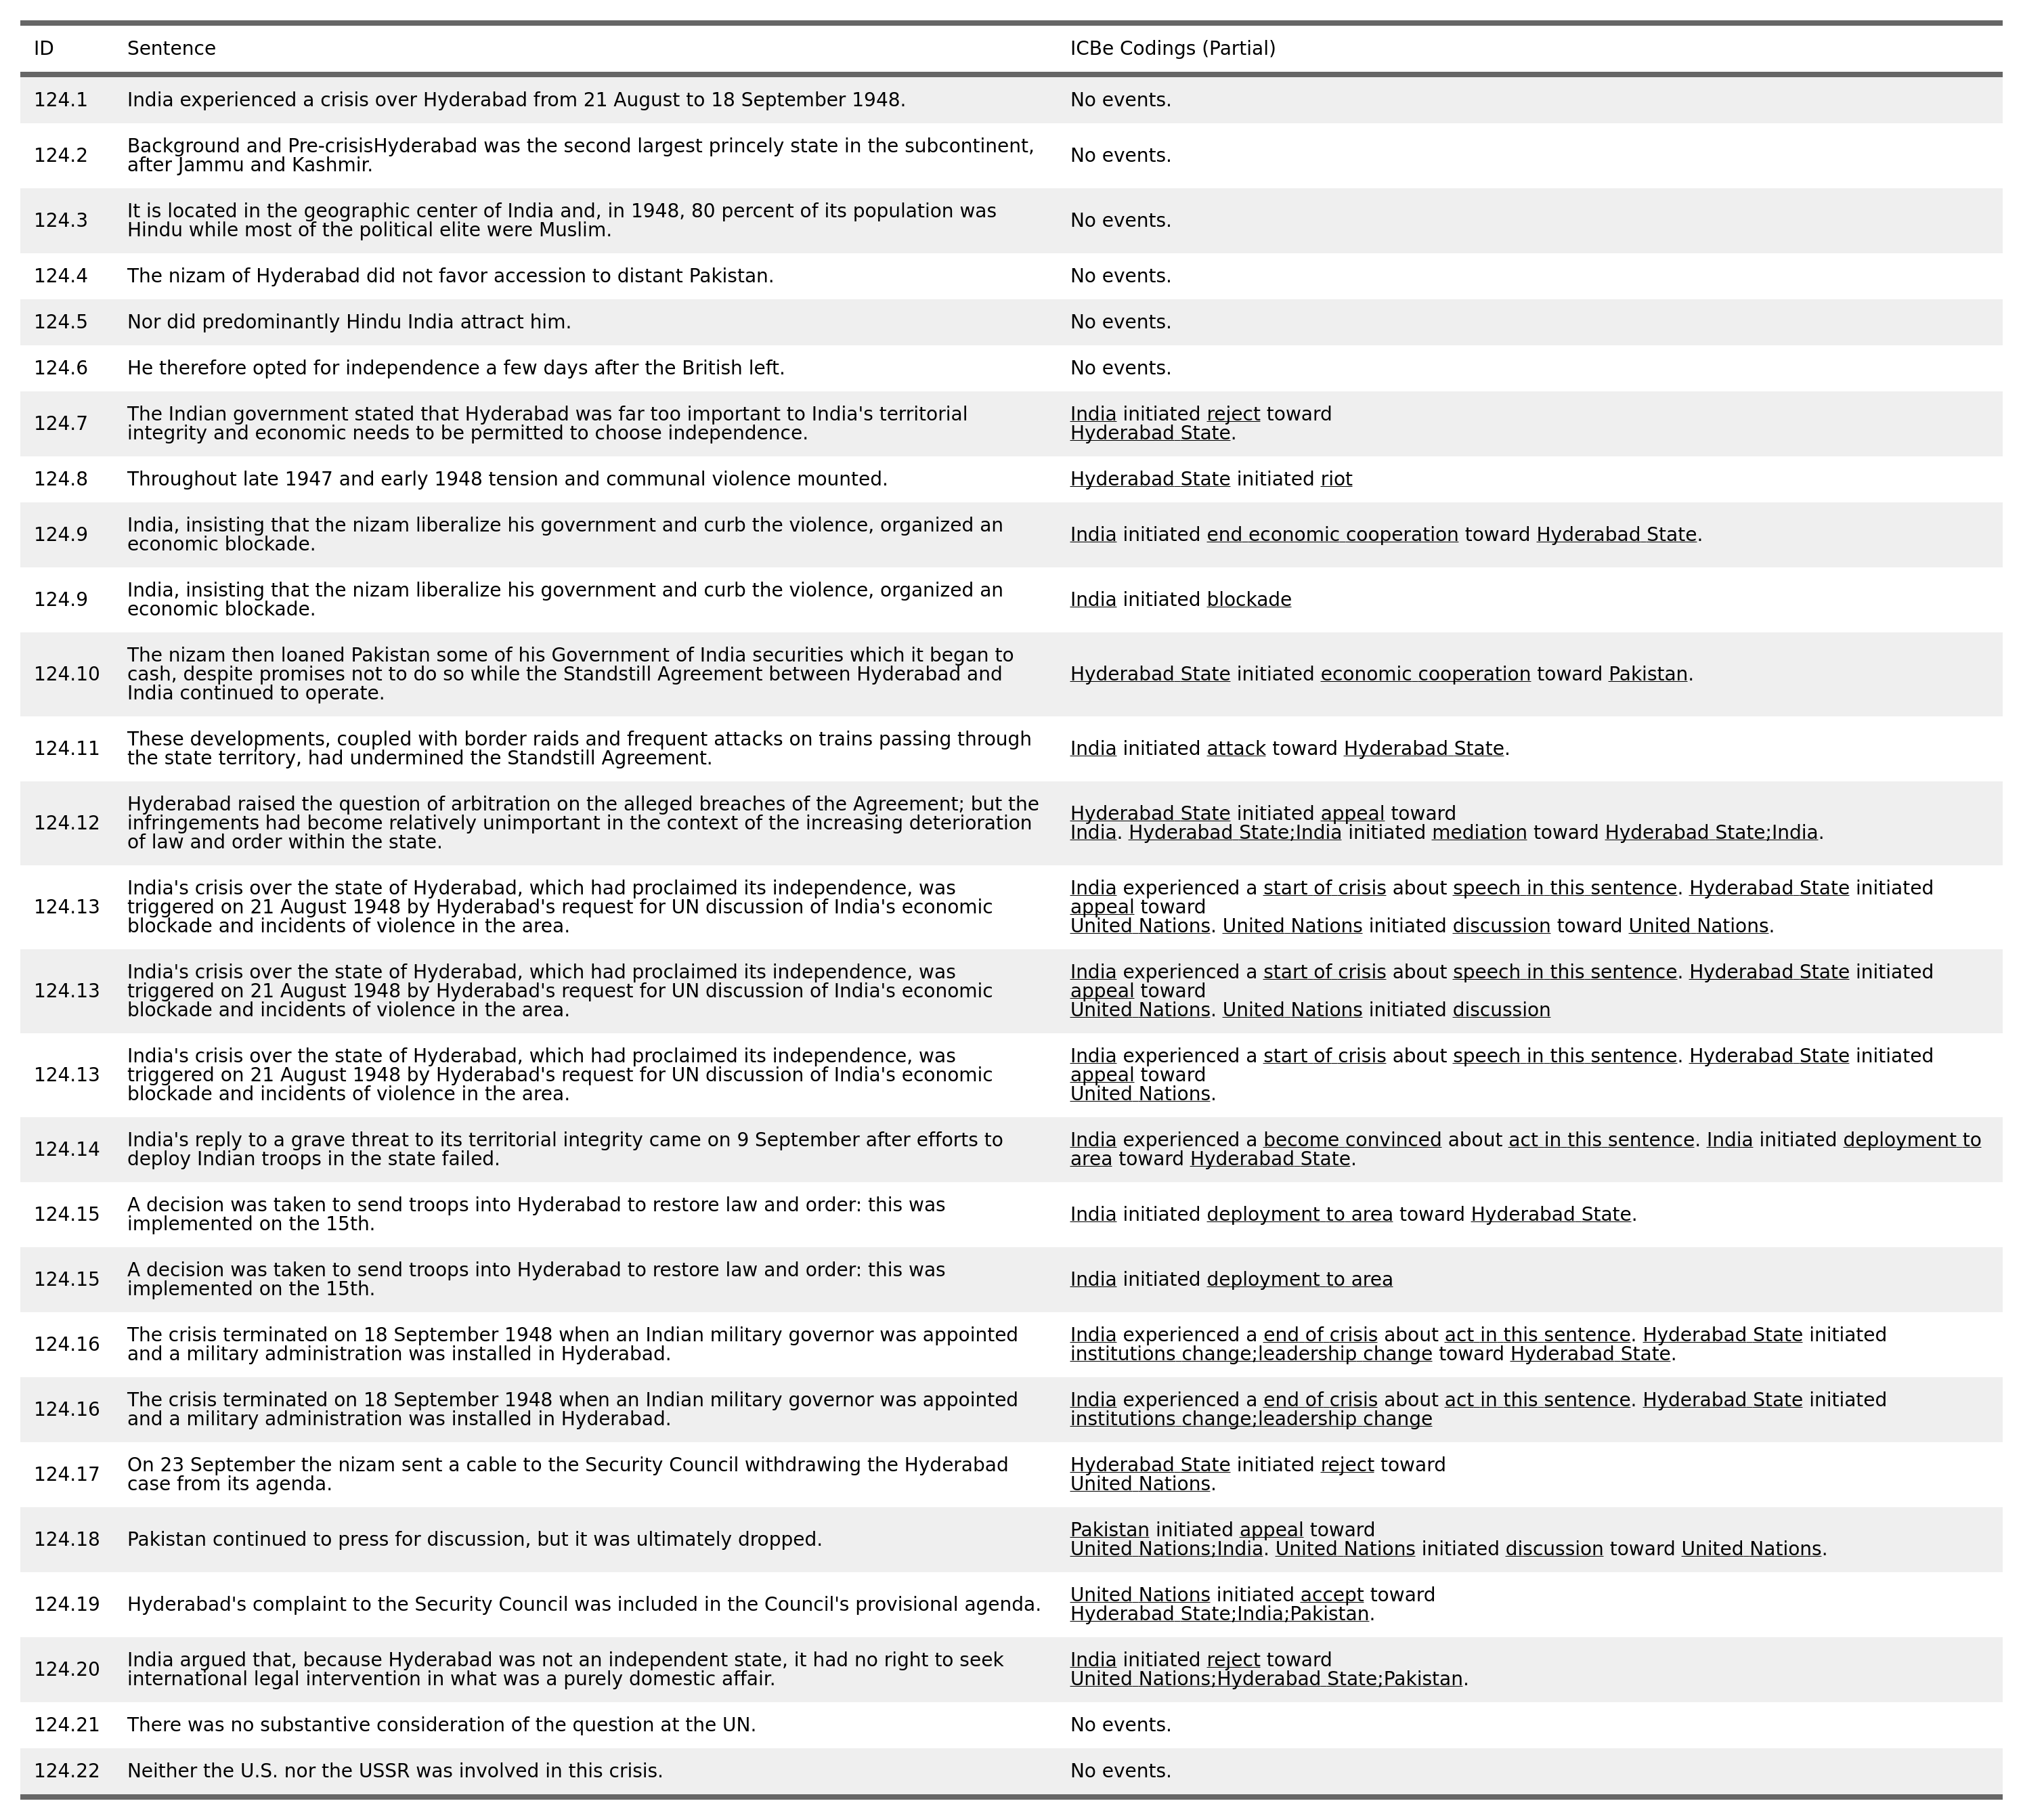 ID Sentence ICBe Codings (Partial)
124.1 India experienced a crisis over Hyderabad from 21 August to 18 September 1948. No events.
124.2 Background and Pre-crisisHyderabad was the second largest princely state in the subcontinent,
after Jammu and Kashmir. No events.
124.3 It is located in the geographic center of India and, in 1948, 80 percent of its population was
Hindu while most of the political elite were Muslim. No events.
124.4 The nizam of Hyderabad did not favor accession to distant Pakistan. No events.
124.5 Nor did predominantly Hindu India attract him. No events.
124.6 He therefore opted for independence a few days after the British left. No events.
124.7 The Indian government stated that Hyderabad was far too important to India's territorial
integrity and economic needs to be permitted to choose independence.
India initiated reject toward
Hyderabad State.
124.8 Throughout late 1947 and early 1948 tension and communal violence mounted. Hyderabad State initiated riot
124.9 India, insisting that the nizam liberalize his government and curb the violence, organized an
economic blockade.
India initiated end economic cooperation toward Hyderabad State.
124.9 India, insisting that the nizam liberalize his government and curb the violence, organized an
economic blockade.
India initiated blockade
124.10 The nizam then loaned Pakistan some of his Government of India securities which it began to
cash, despite promises not to do so while the Standstill Agreement between Hyderabad and
India continued to operate.
Hyderabad State initiated economic cooperation toward Pakistan.
124.11 These developments, coupled with border raids and frequent attacks on trains passing through
the state territory, had undermined the Standstill Agreement.
India initiated attack toward Hyderabad State.
124.12 Hyderabad raised the question of arbitration on the alleged breaches of the Agreement; but the
infringements had become relatively unimportant in the context of the increasing deterioration
of law and order within the state.
Hyderabad State initiated appeal toward
India. Hyderabad State;India initiated mediation toward Hyderabad State;India.
124.13 India's crisis over the state of Hyderabad, which had proclaimed its independence, was
triggered on 21 August 1948 by Hyderabad's request for UN discussion of India's economic
blockade and incidents of violence in the area.
India experienced a start of crisis about speech in this sentence. Hyderabad State initiated
appeal toward
United Nations. United Nations initiated discussion toward United Nations.
124.13 India's crisis over the state of Hyderabad, which had proclaimed its independence, was
triggered on 21 August 1948 by Hyderabad's request for UN discussion of India's economic
blockade and incidents of violence in the area.
India experienced a start of crisis about speech in this sentence. Hyderabad State initiated
appeal toward
United Nations. United Nations initiated discussion
124.13 India's crisis over the state of Hyderabad, which had proclaimed its independence, was
triggered on 21 August 1948 by Hyderabad's request for UN discussion of India's economic
blockade and incidents of violence in the area.
India experienced a start of crisis about speech in this sentence. Hyderabad State initiated
appeal toward
United Nations.
124.14 India's reply to a grave threat to its territorial integrity came on 9 September after efforts to
deploy Indian troops in the state failed.
India experienced a become convinced about act in this sentence. India initiated deployment to
area toward Hyderabad State.
124.15 A decision was taken to send troops into Hyderabad to restore law and order: this was
implemented on the 15th.
India initiated deployment to area toward Hyderabad State.
124.15 A decision was taken to send troops into Hyderabad to restore law and order: this was
implemented on the 15th.
India initiated deployment to area
124.16 The crisis terminated on 18 September 1948 when an Indian military governor was appointed
and a military administration was installed in Hyderabad.
India experienced a end of crisis about act in this sentence. Hyderabad State initiated
institutions change;leadership change toward Hyderabad State.
124.16 The crisis terminated on 18 September 1948 when an Indian military governor was appointed
and a military administration was installed in Hyderabad.
India experienced a end of crisis about act in this sentence. Hyderabad State initiated
institutions change;leadership change
124.17 On 23 September the nizam sent a cable to the Security Council withdrawing the Hyderabad
case from its agenda.
Hyderabad State initiated reject toward
United Nations.
124.18 Pakistan continued to press for discussion, but it was ultimately dropped.
Pakistan initiated appeal toward
United Nations;India. United Nations initiated discussion toward United Nations.
124.19 Hyderabad's complaint to the Security Council was included in the Council's provisional agenda.
United Nations initiated accept toward
Hyderabad State;India;Pakistan.
124.20 India argued that, because Hyderabad was not an independent state, it had no right to seek
international legal intervention in what was a purely domestic affair.
India initiated reject toward
United Nations;Hyderabad State;Pakistan.
124.21 There was no substantive consideration of the question at the UN. No events.
124.22 Neither the U.S. nor the USSR was involved in this crisis. No events.